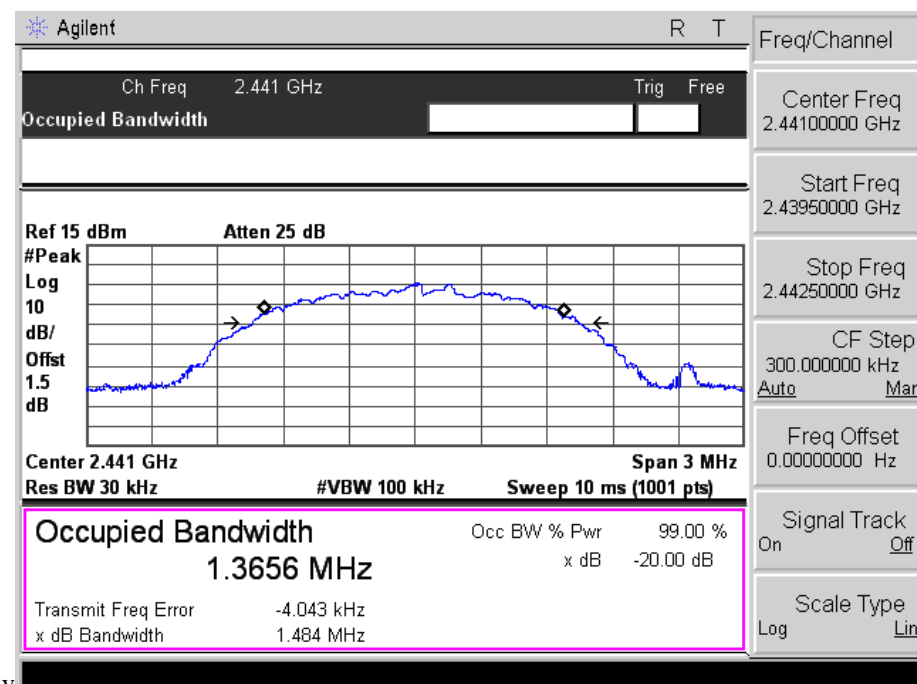 Agilent R T
Freq/Channel
Ch Freq 2.441 GHz Trig Free
Occupied Bandwidth
Center Freq
2.44100000 GHz
Start Freq
2.43950000 GHz
Stop Freq
2.44250000 GHz
CF Step
300.000000 kHz
Auto Man
Freq Offset
0.00000000 Hz
Signal Track
On Off
Scale Type
Log Lin
Ref 15 dBm Atten 25 dB
#Peak
Log
10
dB/
Offst
1.5
dB
Center 2.441 GHz Span 3 MHz
Res BW 30 kHz #VBW 100 kHz Sweep 10 ms (1001 pts)
Occupied Bandwidth Occ BW % Pwr 99.00 %
1.3656 MHz x dB -20.00 dB
Transmit Freq Error -4.043 kHz
x dB Bandwidth 1.484 MHz